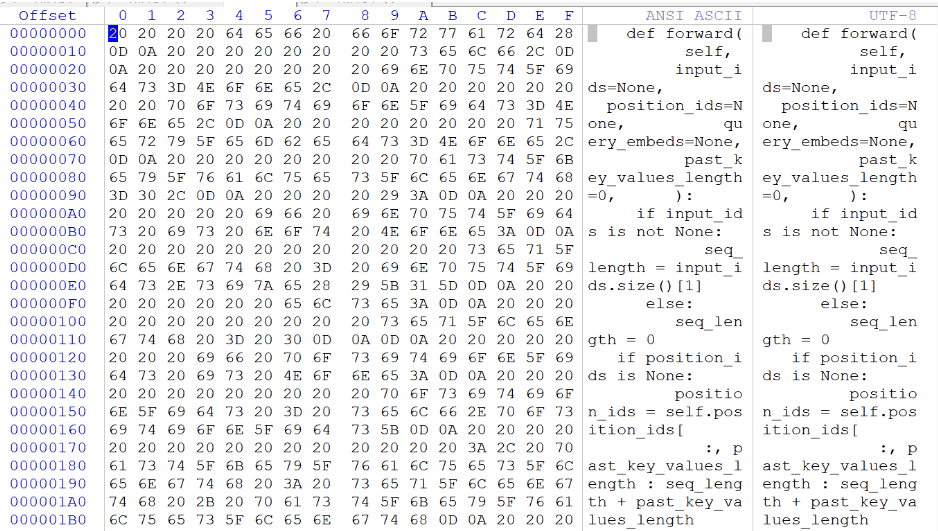 Offset 0 1 2 3 4 5 6 7 8 9 A B C D E F ANSI ASCII UTF-8
00000000 20 20 20 20 64 65 66 20 66 6F 72 77 61 72 64 28 def forward( def forward(
00000010 0D 0A 20 20 20 20 20 20 20 20 73 65 6C 66 2C 0D self, self,
00000020 0A 20 20 20 20 20 20 20 20 69 6E 70 75 74 5F 69 input_i input_i
00000030 64 73 3D 4E 6F 6E 65 2C 0D 0A 20 20 20 20 20 20 ds=None, ds=None,
00000040 20 20 70 6F 73 69 74 69 6F 6E 5F 69 64 73 3D 4E position_ids=N position_ids=N
00000050 6F 6E 65 2C 0D 0A 20 20 20 20 20 20 20 20 71 75 one, qu one, qu
00000060 65 72 79 5F 65 6D 62 65 64 73 3D 4E 6F 6E 65 2C ery_embeds=None, ery_embeds=None,
00000070 0D 0A 20 20 20 20 20 20 20 20 70 61 73 74 5F 6B past_k past_k
00000080 65 79 5F 76 61 6C 75 65 73 5F 6C 65 6E 67 74 68 ey_values_length ey_values_length
00000090 3D 30 2C 0D 0A 20 20 20 20 29 3A 0D 0A 20 20 20 =0, ): =0, ):
000000A0 20 20 20 20 20 69 66 20 69 6E 70 75 74 5F 69 64 if input_id if input_id
000000B0 73 20 69 73 20 6E 6F 74 20 4E 6F 6E 65 3A 0D 0A s is not None: s is not None:
000000C0 20 20 20 20 20 20 20 20 20 20 20 20 73 65 71 5F seq_ seq_
000000D0 6C 65 6E 67 74 68 20 3D 20 69 6E 70 75 74 5F 69 length = input_i length = input_i
000000E0 64 73 2E 73 69 7A 65 28 29 5B 31 5D 0D 0A 20 20 ds.size()[1] ds.size()[1]
000000F0 20 20 20 20 20 20 65 6C 73 65 3A 0D 0A 20 20 20 else: else:
00000100 20 20 20 20 20 20 20 20 20 73 65 71 5F 6C 65 6E seq_len seq_len
00000110 67 74 68 20 3D 20 30 0D 0A 0D 0A 20 20 20 20 20 gth = 0 gth = 0
00000120 20 20 20 69 66 20 70 6F 73 69 74 69 6F 6E 5F 69 if position_i if position_i
00000130 64 73 20 69 73 20 4E 6F 6E 65 3A 0D 0A 20 20 20 ds is None: ds is None:
00000140 20 20 20 20 20 20 20 20 20 70 6F 73 69 74 69 6F positio positio
00000150 6E 5F 69 64 73 20 3D 20 73 65 6C 66 2E 70 6F 73 n_ids = self.pos n_ids = self.pos
00000160 69 74 69 6F 6E 5F 69 64 73 5B 0D 0A 20 20 20 20 ition_ids[ ition_ids[
00000170 20 20 20 20 20 20 20 20 20 20 20 20 3A 2C 20 70 :, p :, p
00000180 61 73 74 5F 6B 65 79 5F 76 61 6C 75 65 73 5F 6C ast_key_values_l ast_key_values_l
00000190 65 6E 67 74 68 20 3A 20 73 65 71 5F 6C 65 6E 67 ength : seq_leng ength : seq_leng
000001A0 74 68 20 2B 20 70 61 73 74 5F 6B 65 79 5F 76 61 th + past_key_va th + past_key_va
000001B0 6C 75 65 73 5F 6C 65 6E 67 74 68 0D 0A 20 20 20 lues_length lues_length